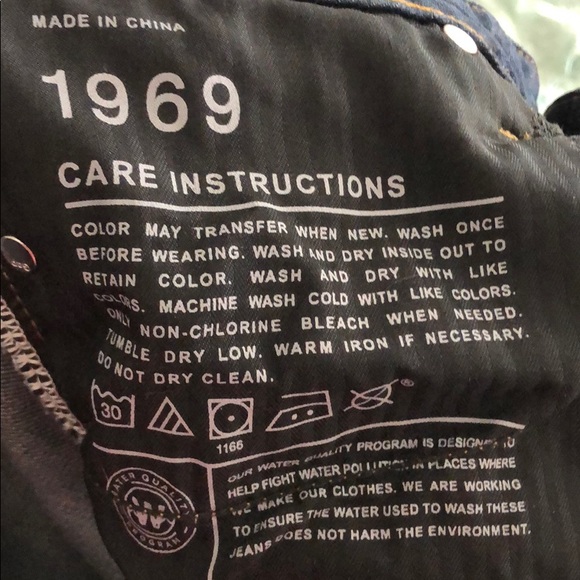 MADE IN CHINA
1969
CARE INSTRUCTIONS
COLOR MAY TRANSFER WHEN NEW. WASH ONCE
BEFORE WEARING. WASH AND DRY INSIDE OUT TO
RETAIN COLOR. WASH AND DRY WITH LIKE
COLORS. MACHINE WASH COLD WITH LIKE COLORS.
ONLY NON-CHLORINE BLEACH WHEN NEEDED.
TUMBLE DRY LOW. WARM IRON IF NECESSARY.
DO NOT DRY CLEAN.
30
®
1166
OUR WATER QUALITY PROGRAM IS DESIGNED TO
HELP FIGHT WATER POLLUTION IN PLACES WHERE
WE MAKE OUR CLOTHES. WE ARE WORKING
TO ENSURE THE WATER USED TO WASH THESE
JEANS DOES NOT HARM THE ENVIRONMENT.
WATER QUALITY
W
PROGRAM